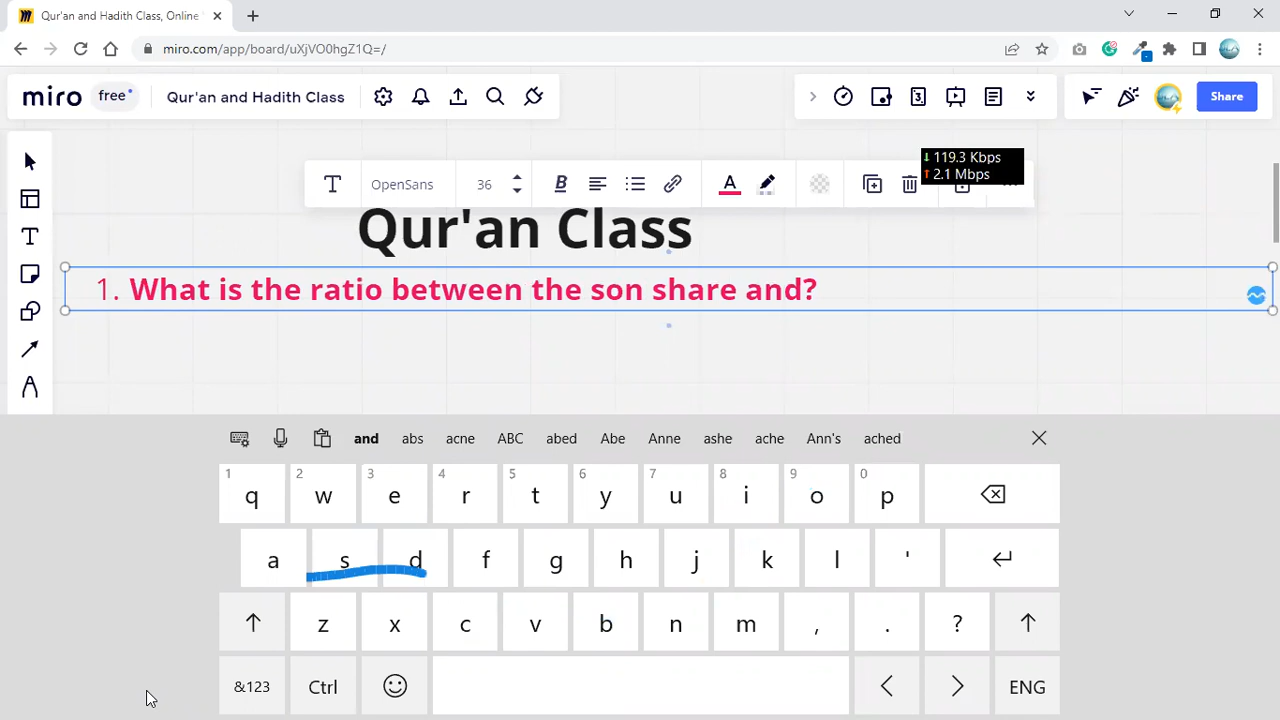 Qur'an and Hadith Class, Online
miro.com/app/board/uXjVO0hgZ1Q=/
miro free Qur'an and Hadith Class Share
↓ 119.3 Kbps
↑ 2.1 Mbps
T OpenSans 36 B A
Qur'an Class
1. What is the ratio between the son share and?
and abs acne ABC abed Abe Anne ashe ache Ann's ached
1 2 3 4 5 6 7 8 9 0
q w e r t y u i o p
a s d f g h j k l '
z x c v b n m , . ?
&123 Ctrl ENG